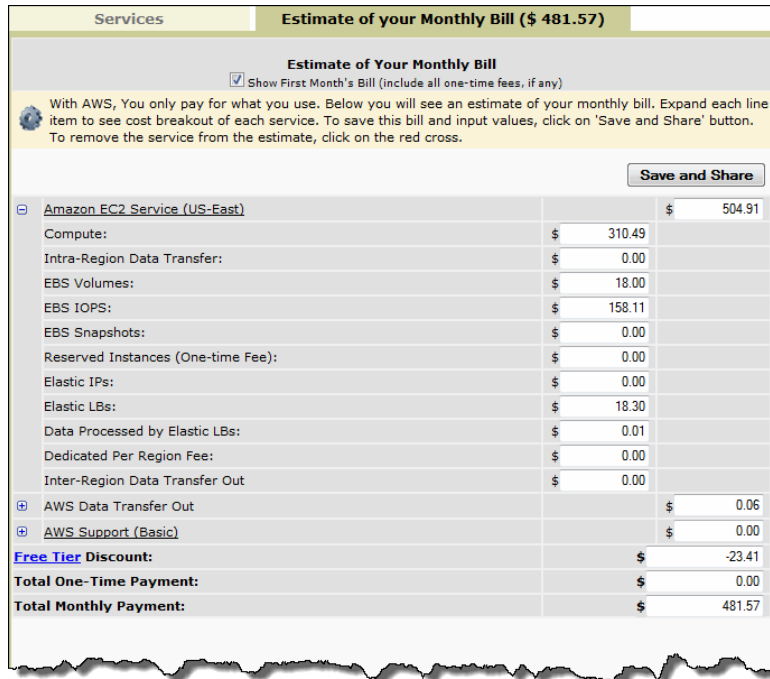 Services
Estimate of your Monthly Bill ($ 481.57)
Estimate of Your Monthly Bill
Show First Month's Bill (include all one-time fees, if any)
With AWS, You only pay for what you use. Below you will see an estimate of your monthly bill. Expand each line
item to see cost breakout of each service. To save this bill and input values, click on 'Save and Share' button.
To remove the service from the estimate, click on the red cross.
Save and Share
Amazon EC2 Service (US-East) $ 504.91
Compute: $ 310.49
Intra-Region Data Transfer: $ 0.00
EBS Volumes: $ 18.00
EBS IOPS: $ 158.11
EBS Snapshots: $ 0.00
Reserved Instances (One-time Fee): $ 0.00
Elastic IPs: $ 0.00
Elastic LBs: $ 18.30
Data Processed by Elastic LBs: $ 0.01
Dedicated Per Region Fee: $ 0.00
Inter-Region Data Transfer Out $ 0.00
AWS Data Transfer Out $ 0.06
AWS Support (Basic) $ 0.00
Free Tier Discount: $ -23.41
Total One-Time Payment: $ 0.00
Total Monthly Payment: $ 481.57